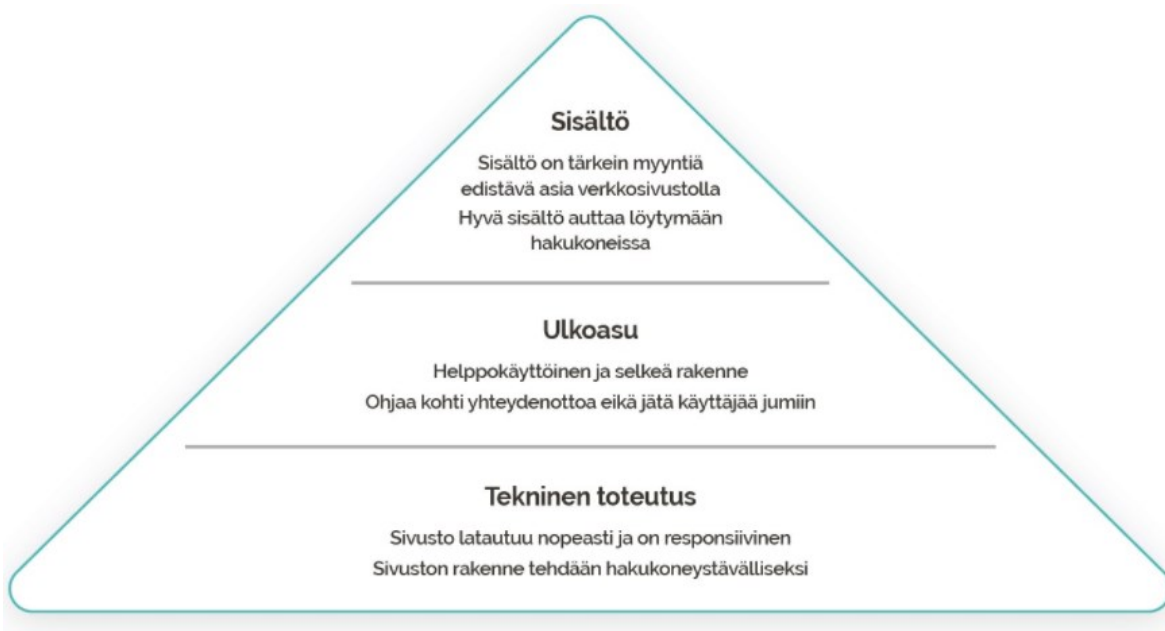 Sisältö
Sisältö on tärkein myyntiä
edistävä asia verkkosivustolla
Hyvä sisältö auttaa löytymään
hakukoneissa
Ulkoasu
Helppokäyttöinen ja selkeä rakenne
Ohjaa kohti yhteydenottoa eikä jätä käyttäjää jumiin
Tekninen toteutus
Sivusto latautuu nopeasti ja on responsiivinen
Sivuston rakenne tehdään hakukoneystävälliseksi